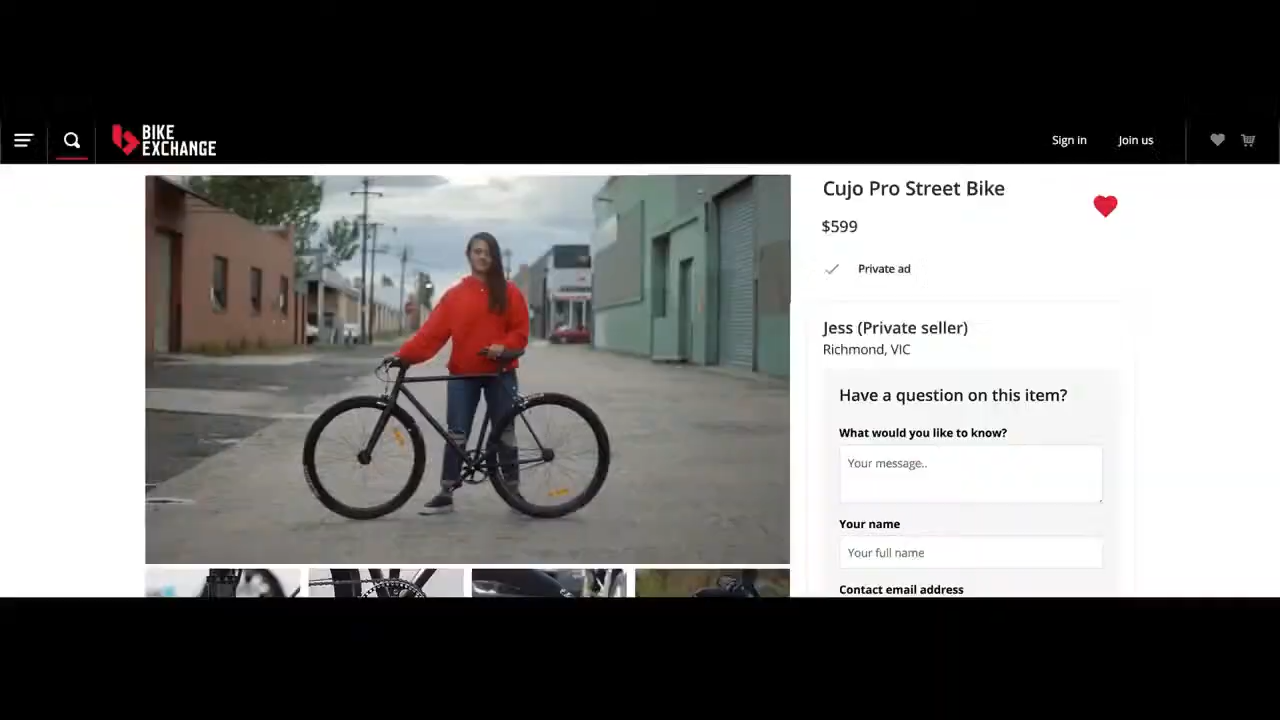 BIKE
EXCHANGE
Sign in
Join us
Cujo Pro Street Bike
$599
Private ad
Jess (Private seller)
Richmond, VIC
Have a question on this item?
What would you like to know?
Your message..
Your name
Your full name
Contact email address